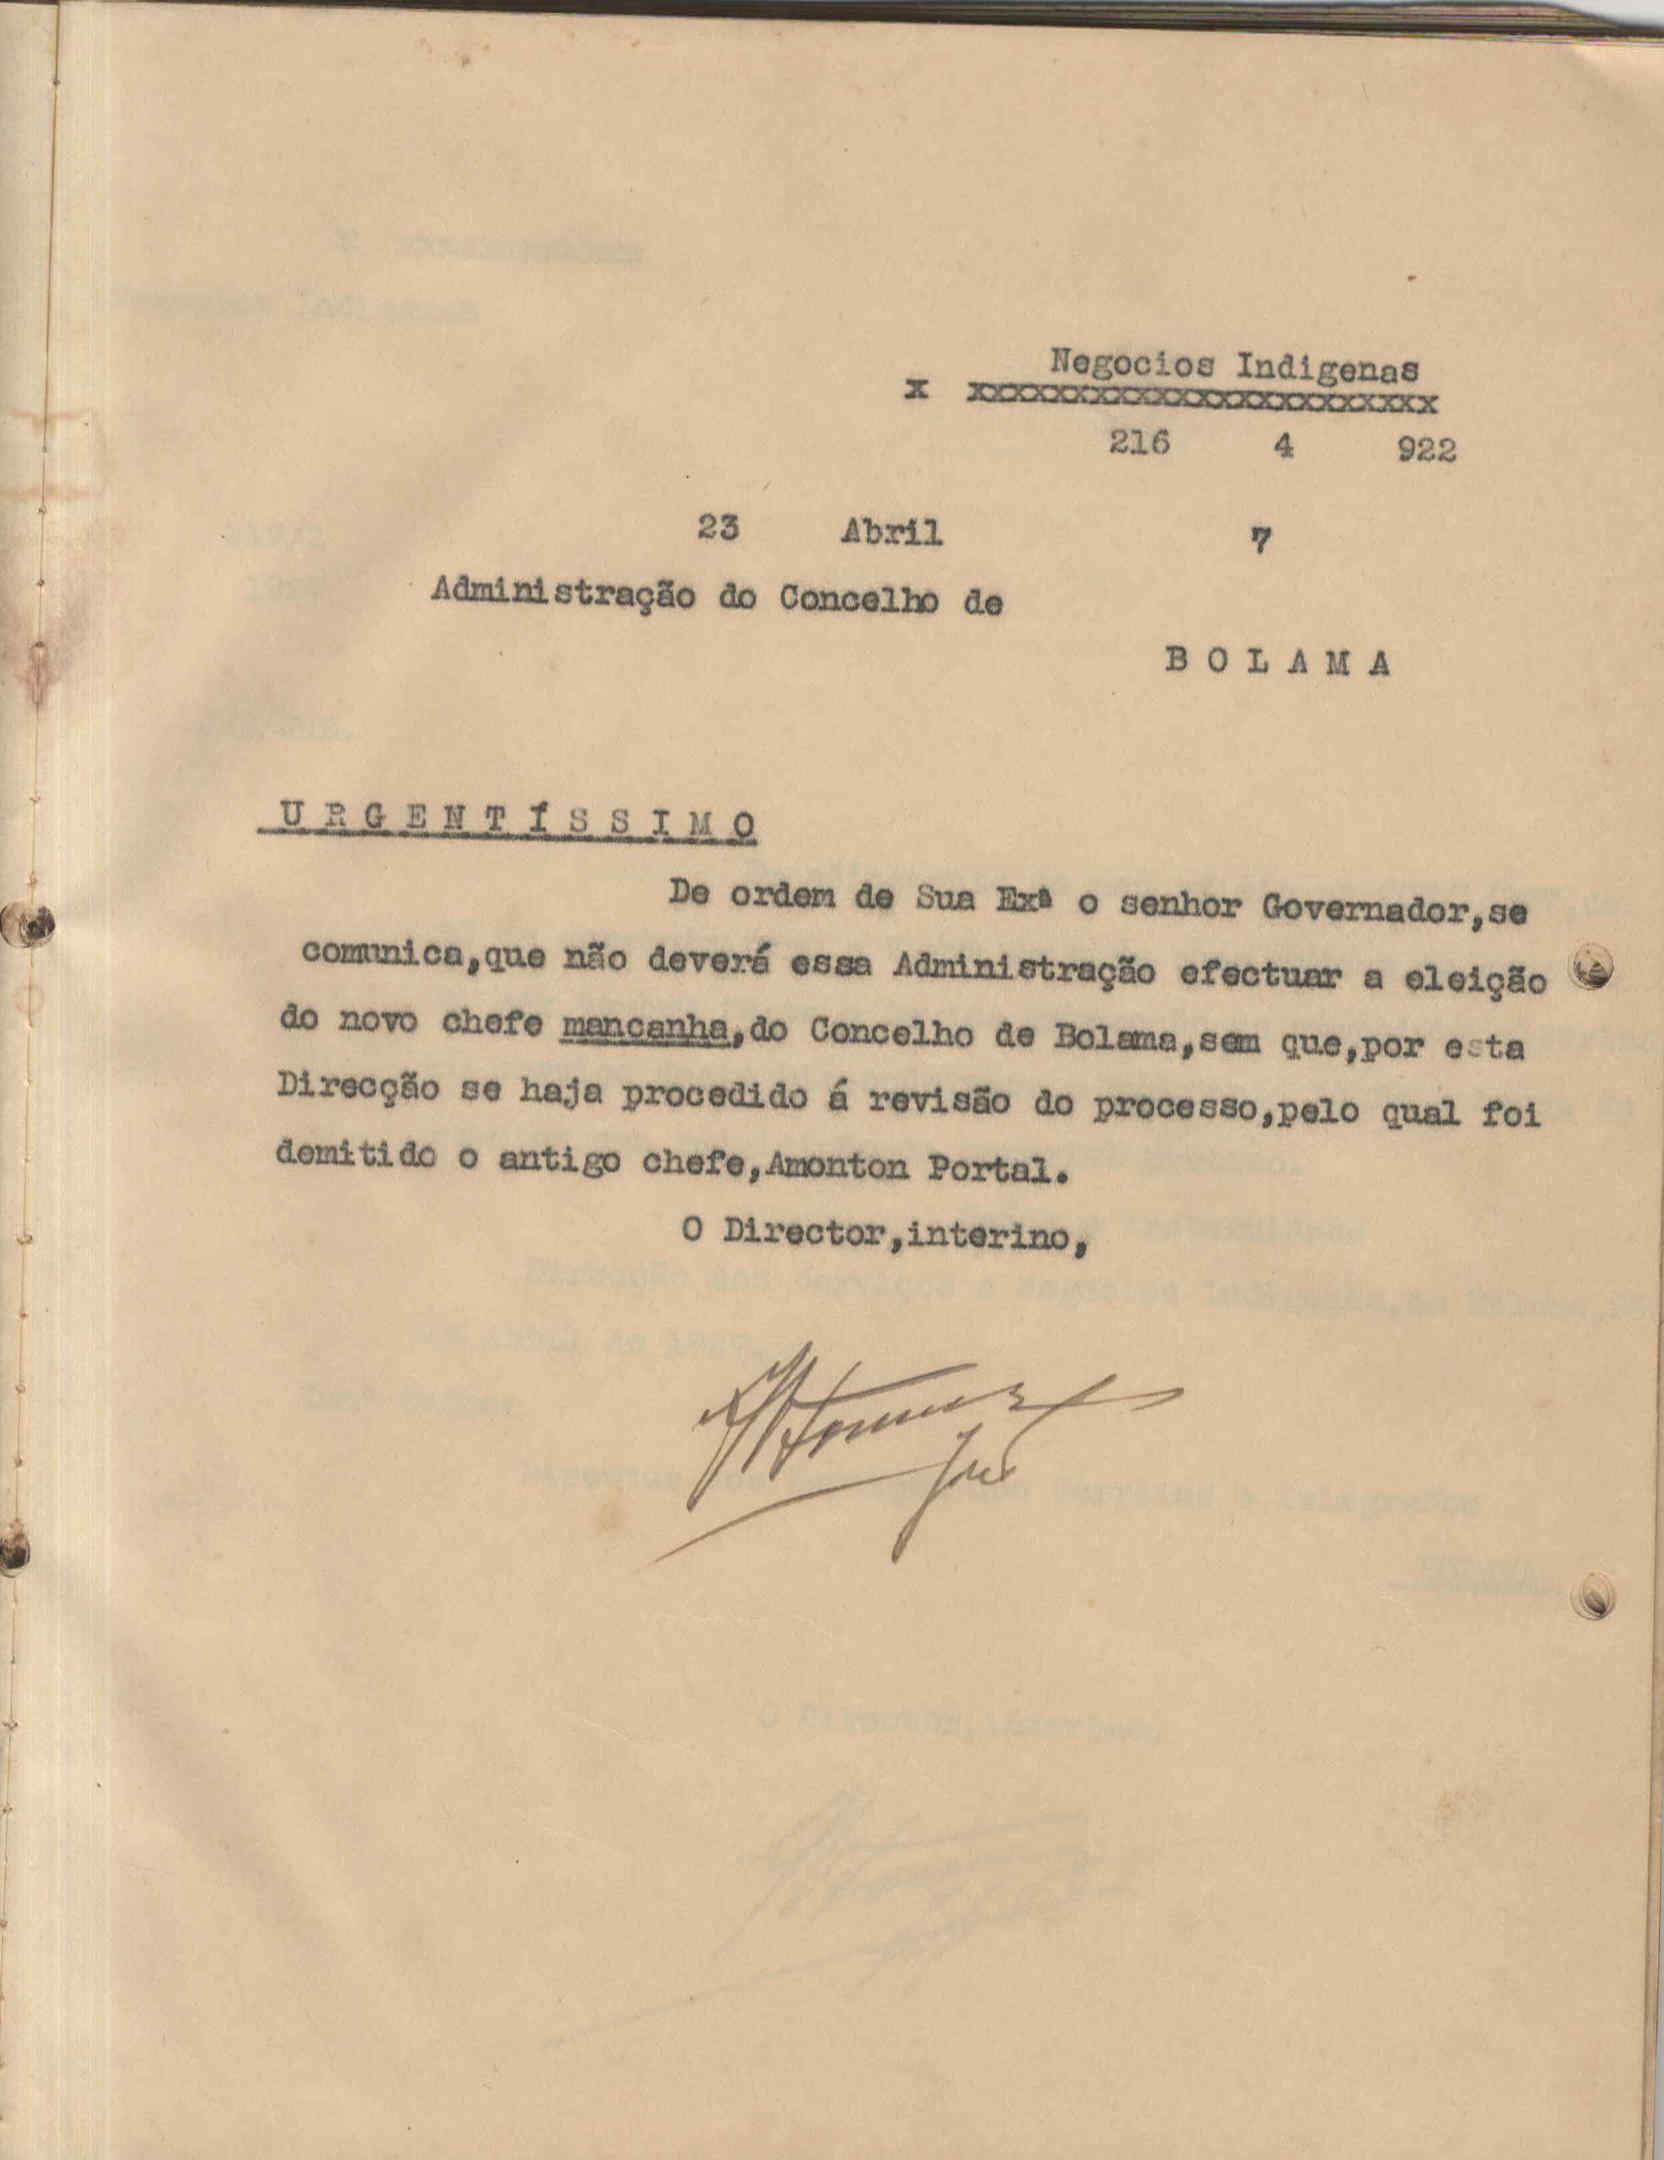 Negocios Indigenas
x xxxxxxxxxxxxxxxxxxxxxxxxx
216 4 922
23 Abril 7
Administração do Concelho de
B O L A M A
U R G E N T Í S S I M O
De ordem de Sua Exª o senhor Governador,se
comunica,que não deverá essa Administração efectuar a eleição
do novo chefe mancanha,do Concelho de Bolama,sem que,por esta
Direcção se haja procedido á revisão do processo,pelo qual foi
demitido o antigo chefe,Amonton Portal.
O Director,interino,